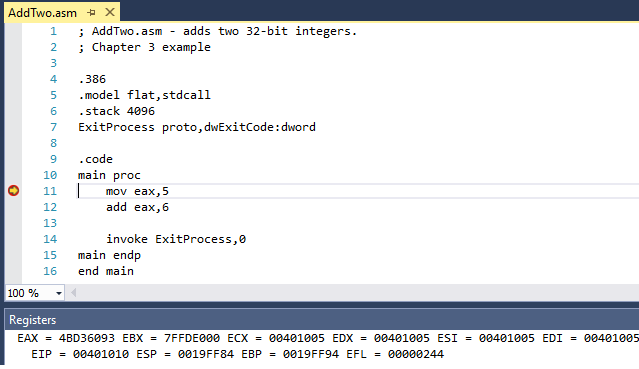 AddTwo.asm
1 ; AddTwo.asm - adds two 32-bit integers.
2 ; Chapter 3 example
3
4 .386
5 .model flat,stdcall
6 .stack 4096
7 ExitProcess proto,dwExitCode:dword
8
9 .code
10 main proc
11 mov eax,5
12 add eax,6
13
14 invoke ExitProcess,0
15 main endp
16 end main
100 %
Registers
EAX = 4BD36093 EBX = 7FFDE000 ECX = 00401005 EDX = 00401005 ESI = 00401005 EDI = 00401005
EIP = 00401010 ESP = 0019FF84 EBP = 0019FF94 EFL = 00000244